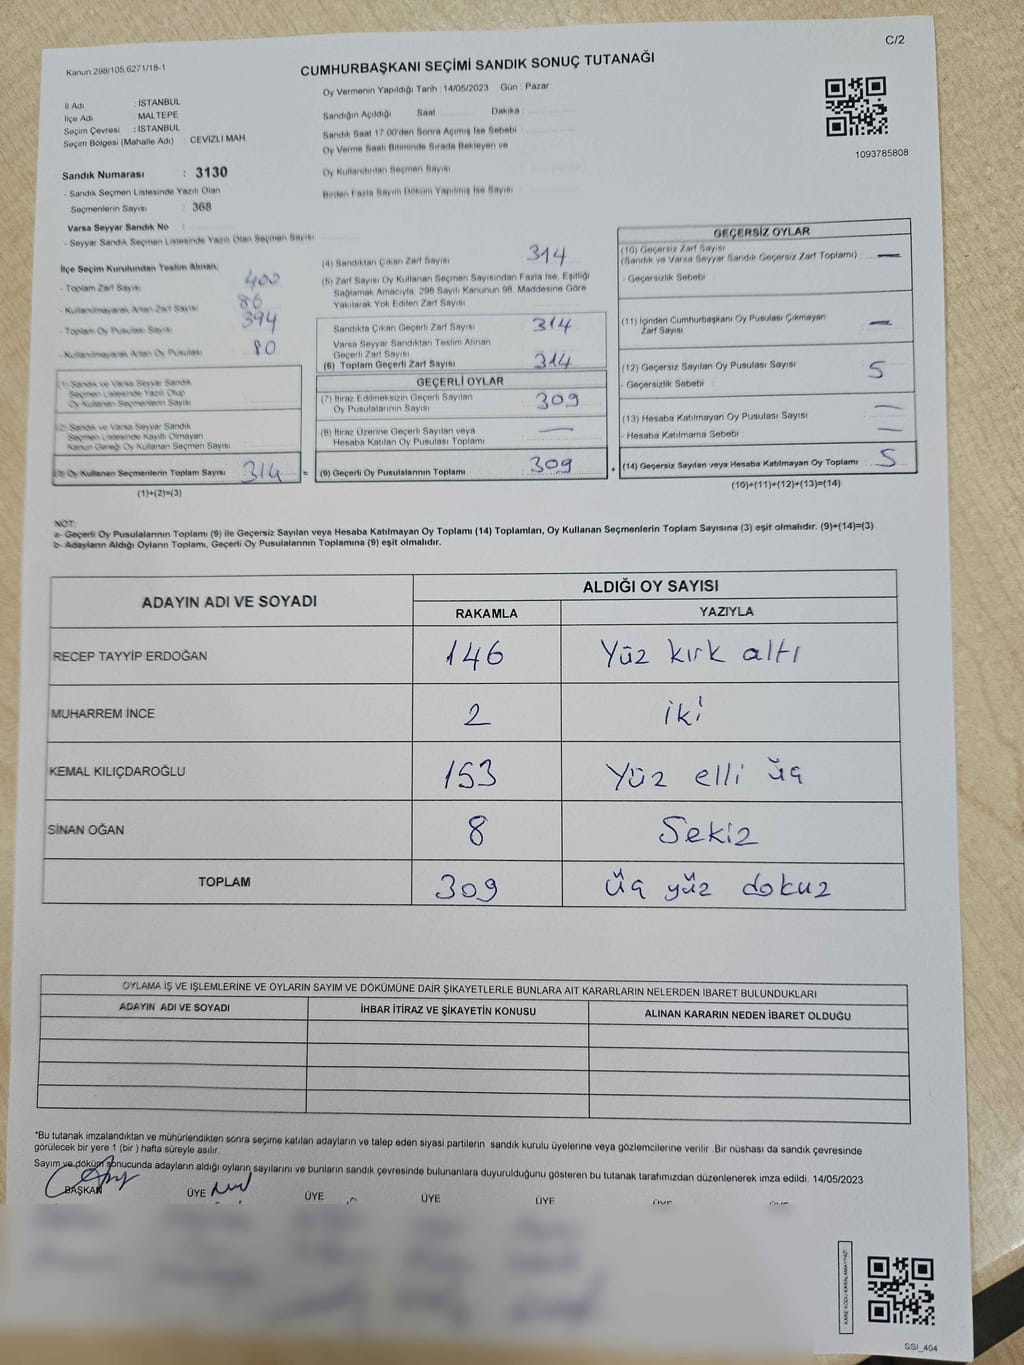 C/2
Kanun.298/105,6271/18-1
CUMHURBAŞKANI SEÇİMİ SANDIK SONUÇ TUTANAĞI
Oy Vermenin Yapıldığı Tarih :14/05/2023 Gün : Pazar
İl Adı : İSTANBUL
İlçe Adı : MALTEPE
Seçim Çevresi : İSTANBUL
Seçim Bölgesi (Mahalle Adı) : CEVİZLİ MAH.
Sandığın Açıldığı Saat Dakika :
Sandık Saat 17:00'den Sonra Açımış İse Sebebi :
Oy Verme Saati Bitiminde Sırada Bekleyen ve
Oy Kullandırılan Seçmen Sayısı
Birden Fazla Sayım Döküm Yapılmış İse Sayısı
1093785808
Sandık Numarası : 3130
- Sandık Seçmen Listesinde Yazılı Olan
Seçmenlerin Sayısı : 368
Varsa Seyyar Sandık No
- Seyyar Sandık Seçmen Listesinde Yazılı Olan Seçmen Sayısı
İlçe Seçim Kurulundan Teslim Alınan;
- Toplam Zarf Sayısı 400
- Kullanılmayarak Artan Zarf Sayısı 86
- Toplam Oy Pusulası Sayısı 394
- Kullanılmayarak Artan Oy Pusulası 80
(1) Sandık ve Varsa Seyyar Sandık
Seçmen Listesinde Yazılı Olup
Oy Kullanan Seçmenlerin Sayısı
(2) Sandık ve Varsa Seyyar Sandık
Seçmen Listesinde Kayıtlı Olmayan
Kanun Gereği Oy Kullanan Seçmen Sayısı
(3) Oy Kullanan Seçmenlerin Toplam Sayısı 314 =
(1)+(2)=(3)
(4) Sandıktan Çıkan Zarf Sayısı 314
(5) Zarf Sayısı Oy Kullanan Seçmen Sayısından Fazla İse, Eşitliği
Sağlamak Amacıyla, 298 Sayılı Kanunun 98. Maddesine Göre
Yakılarak Yok Edilen Zarf Sayısı
Sandıkta Çıkan Geçerli Zarf Sayısı 314
Varsa Seyyar Sandıktan Teslim Alınan
Geçerli Zarf Sayısı
(6) Toplam Geçerli Zarf Sayısı 314
GEÇERLİ OYLAR
(7) İtiraz Edilmeksizin Geçerli Sayılan
Oy Pusulalarının Sayısı 309
(8) İtiraz Üzerine Geçerli Sayılan veya
Hesaba Katılan Oy Pusulası Toplamı —
(9) Geçerli Oy Pusulalarının Toplamı 309 +
GEÇERSİZ OYLAR
(10) Geçersiz Zarf Sayısı
(Sandık ve Varsa Seyyar Sandık Geçersiz Zarf Toplamı) —
- Geçersizlik Sebebi
(11) İçinden Cumhurbaşkanı Oy Pusulası Çıkmayan
Zarf Sayısı —
(12) Geçersiz Sayılan Oy Pusulası Sayısı 5
- Geçersizlik Sebebi :
(13) Hesaba Katılmayan Oy Pusulası Sayısı —
- Hesaba Katılmama Sebebi : —
(14) Geçersiz Sayılan veya Hesaba Katılmayan Oy Toplamı 5
(10)+(11)+(12)+(13)=(14)
NOT:
a- Geçerli Oy Pusulalarının Toplamı (9) ile Geçersiz Sayılan veya Hesaba Katılmayan Oy Toplamı (14) Toplamları, Oy Kullanan Seçmenlerin Toplam Sayısına (3) eşit olmalıdır. (9)+(14)=(3)
b- Adayların Aldığı Oyların Toplamı, Geçerli Oy Pusulalarının Toplamına (9) eşit olmalıdır.
ADAYIN ADI VE SOYADI ALDIĞI OY SAYISI
RAKAMLA YAZIYLA
RECEP TAYYİP ERDOĞAN 146 Yüz kırk altı
MUHARREM İNCE 2 iki
KEMAL KILIÇDAROĞLU 153 Yüz elli üç
SİNAN OĞAN 8 Sekiz
TOPLAM 309 üç yüz dokuz
OYLAMA İŞ VE İŞLEMLERİNE VE OYLARIN SAYIM VE DÖKÜMÜNE DAİR ŞİKAYETLERLE BUNLARA AİT KARARLARIN NELERDEN İBARET BULUNDUKLARI
ADAYIN ADI VE SOYADI İHBAR İTİRAZ VE ŞİKAYETİN KONUSU ALINAN KARARIN NEDEN İBARET OLDUĞU
*Bu tutanak imzalandıktan ve mühürlendikten sonra seçime katılan adayların ve talep eden siyasi partilerin sandık kurulu üyelerine veya gözlemcilerine verilir. Bir nüshası da sandık çevresinde
görülecek bir yere 1 (bir ) hafta süreyle asılır.
Sayım ve döküm sonucunda adayların aldığı oyların sayılarını ve bunların sandık çevresinde bulunanlara duyurulduğunu gösteren bu tutanak tarafımızdan düzenlenerek imza edildi. 14/05/2023
BAŞKAN ÜYE ÜYE ÜYE ÜYE
KARE KODU KARALAMAYINIZ!
SSI_404